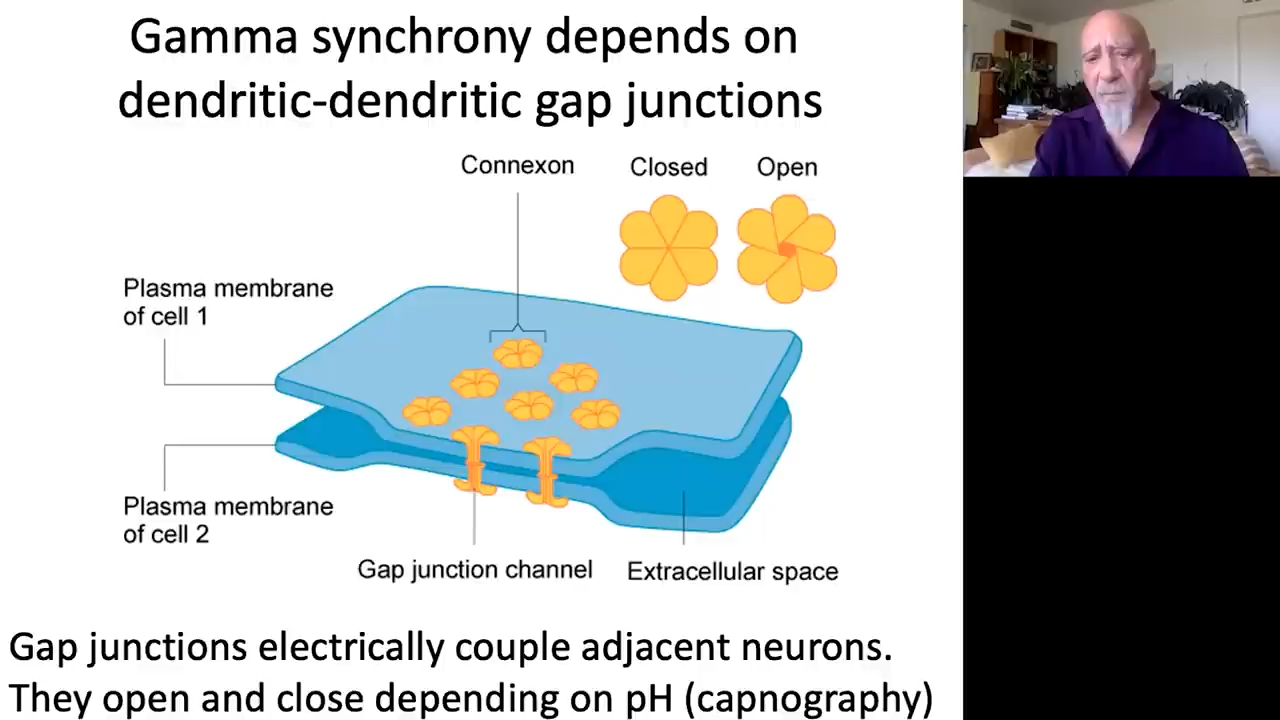 Gamma synchrony depends on
dendritic-dendritic gap junctions
Connexon
Closed
Open
Plasma membrane
of cell 1
Plasma membrane
of cell 2
Gap junction channel
Extracellular space
Gap junctions electrically couple adjacent neurons.
They open and close depending on pH (capnography)